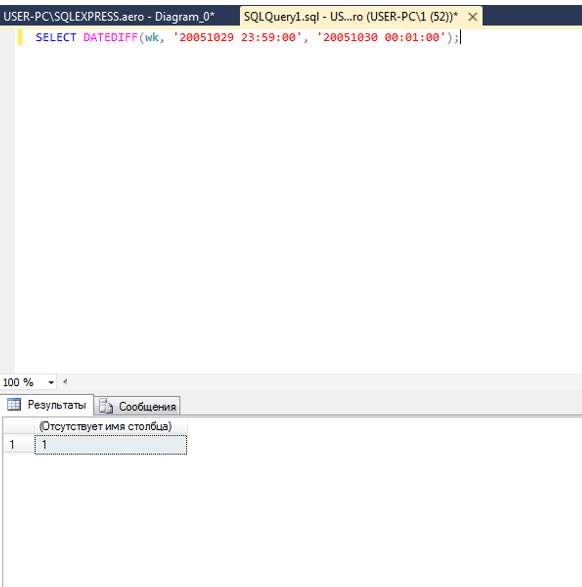 USER-PC\SQLEXPRESS.aero - Diagram_0* SQLQuery1.sql - US...ro (USER-PC\1 (52))*
SELECT DATEDIFF(wk, '20051029 23:59:00', '20051030 00:01:00');
100 %
Результаты Сообщения
(Отсутствует имя столбца)
1 1